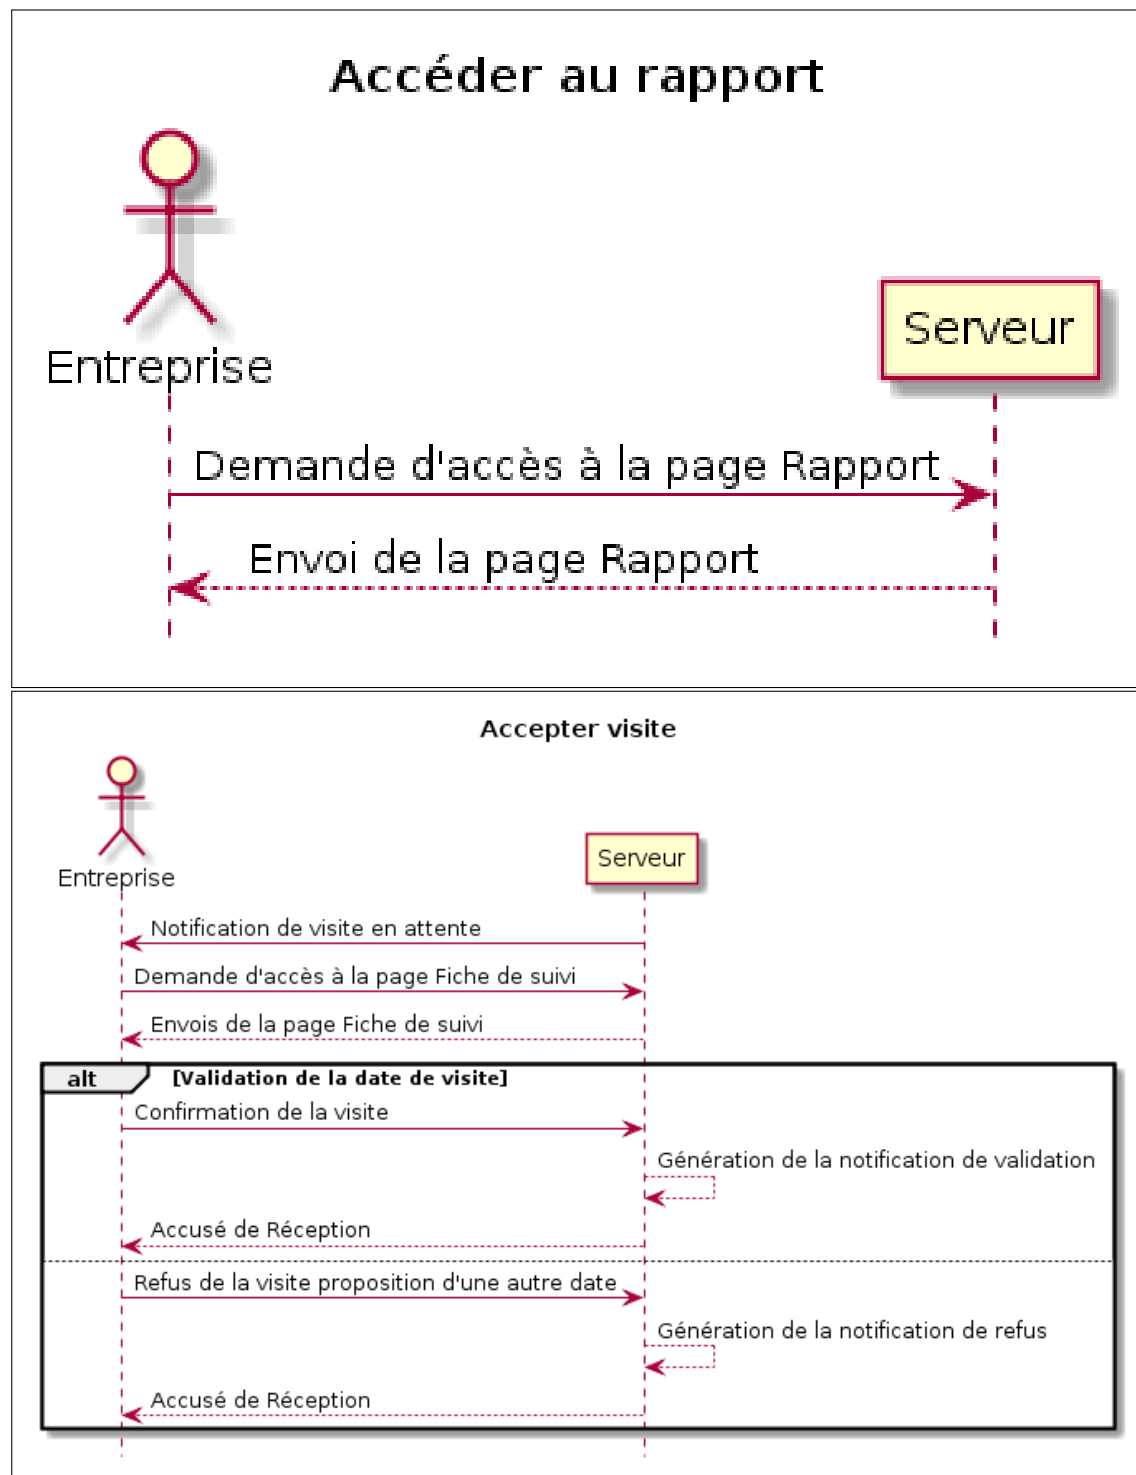 Accéder au rapport
Entreprise
Serveur
Demande d'accès à la page Rapport
Envoi de la page Rapport
Accepter visite
Entreprise
Serveur
Notification de visite en attente
Demande d'accès à la page Fiche de suivi
Envois de la page Fiche de suivi
alt [Validation de la date de visite]
Confirmation de la visite
Génération de la notification de validation
Accusé de Réception
Refus de la visite proposition d'une autre date
Génération de la notification de refus
Accusé de Réception